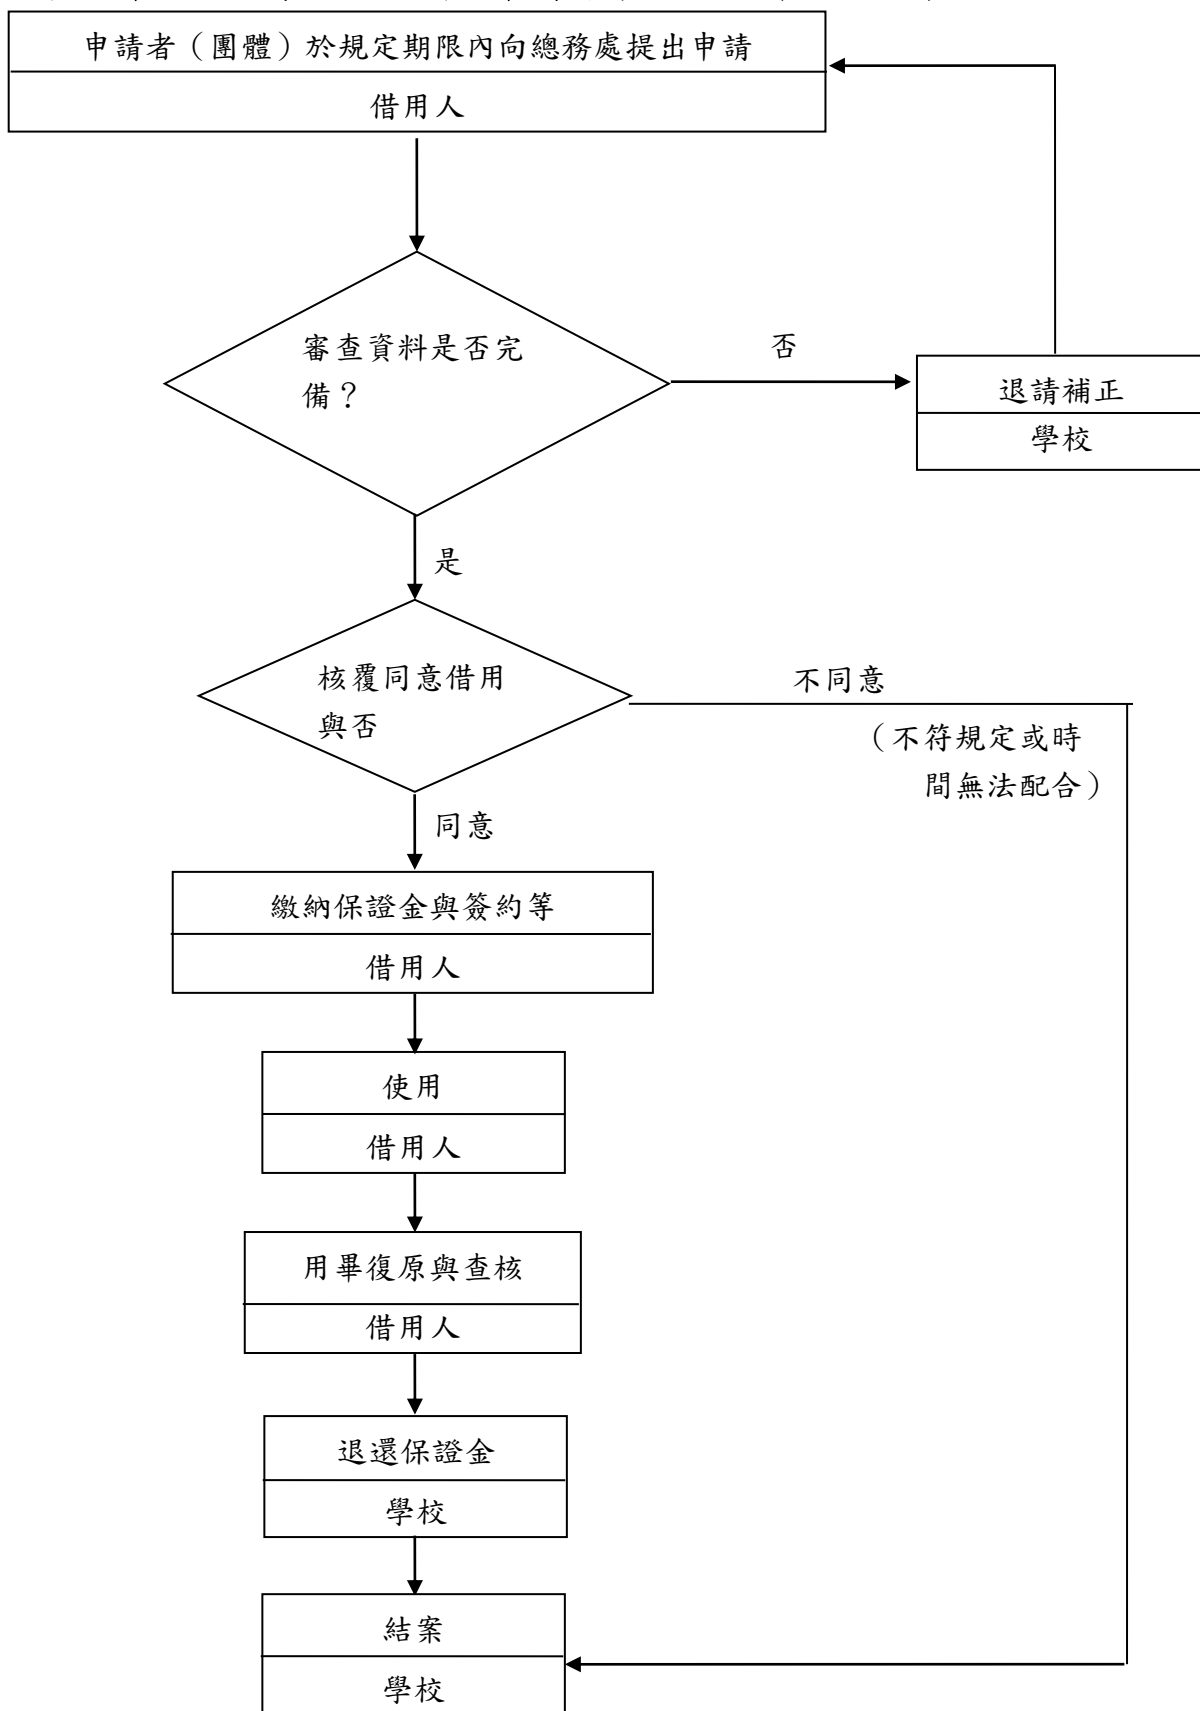 申請者（團體）於規定期限內向總務處提出申請
借用人
審查資料是否完
備？
否
退請補正
學校
是
核覆同意借用
與否
不同意
（不符規定或時
間無法配合）
同意
繳納保證金與簽約等
借用人
使用
借用人
用畢復原與查核
借用人
退還保證金
學校
結案
學校